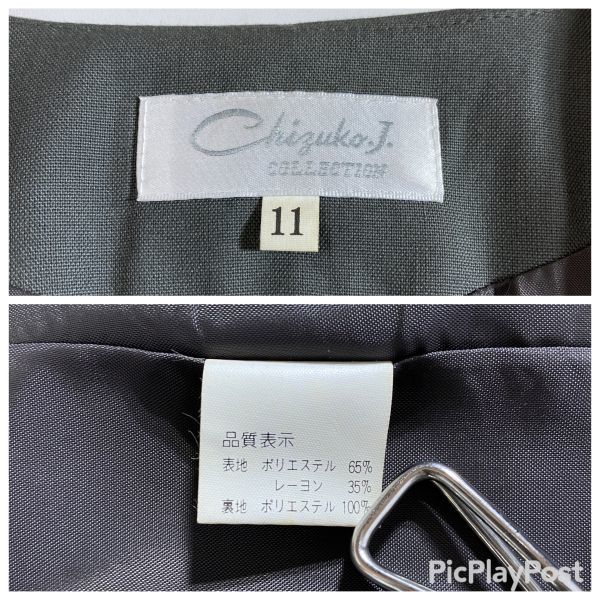 Chizuko.J.
COLLECTION
11
品質表示
表地 ポリエステル 65%
レーヨン 35%
裏地 ポリエステル 100%
PicPlayPost